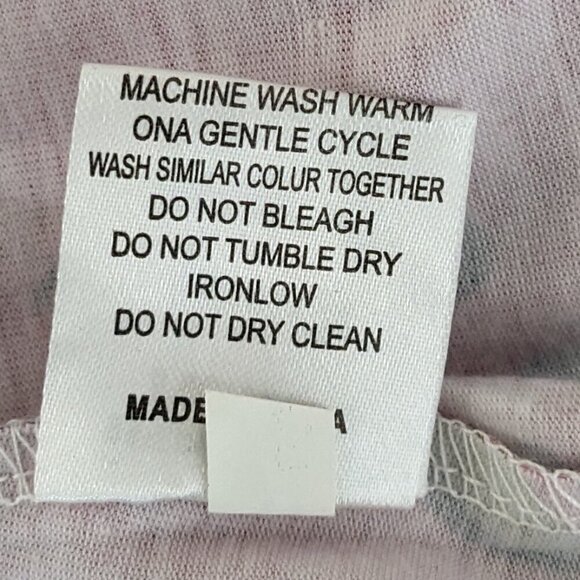 MACHINE WASH WARM
ONA GENTLE CYCLE
WASH SIMILAR COLUR TOGETHER
DO NOT BLEAGH
DO NOT TUMBLE DRY
IRONLOW
DO NOT DRY CLEAN
MADE